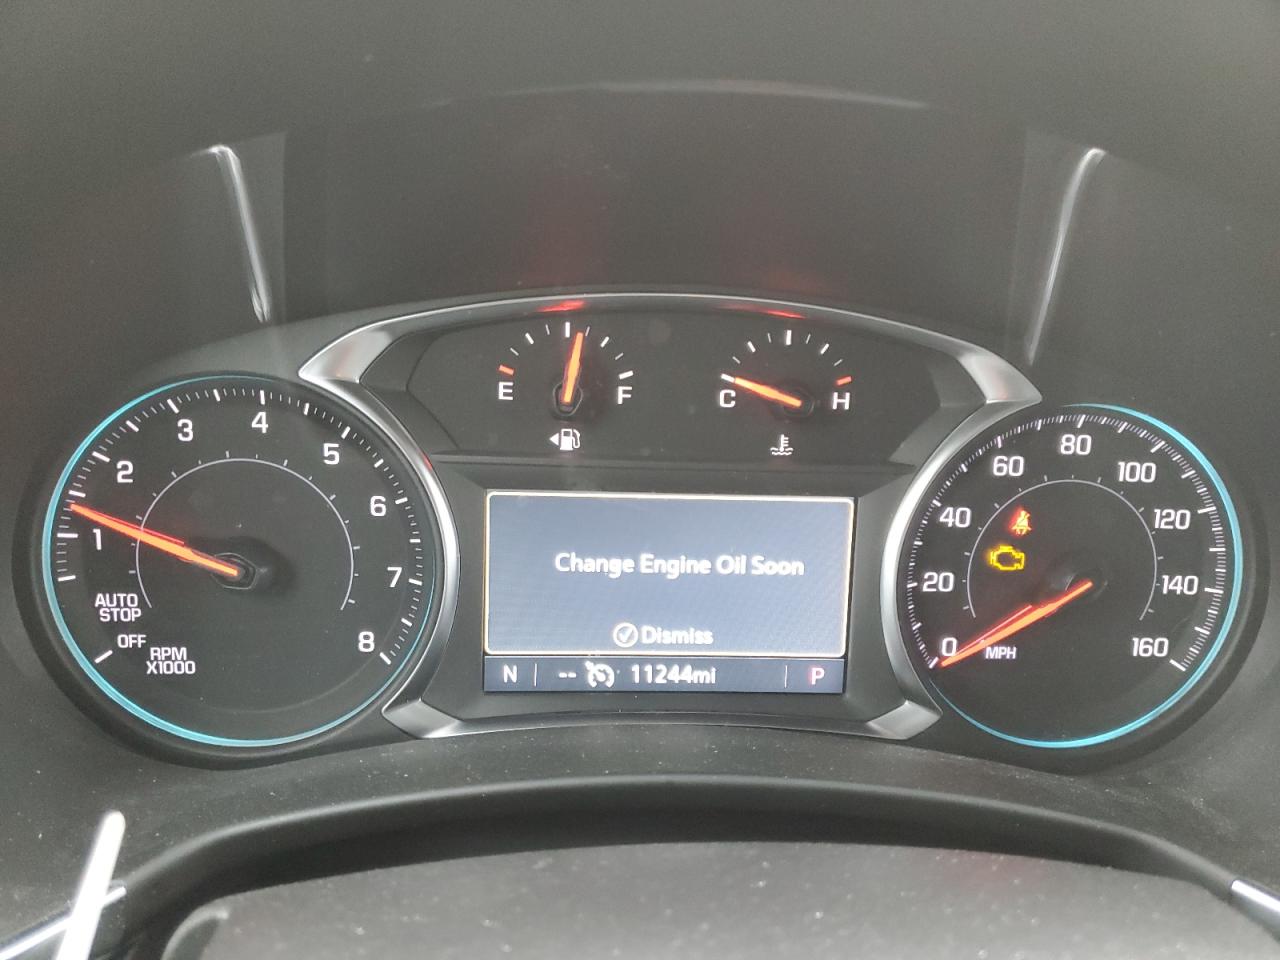 1
2
3
4
5
6
7
8
AUTO
STOP
OFF
RPM
X1000
E
F
C
H
Change Engine Oil Soon
Dismiss
N -- 11244mi P
0
20
40
60
80
100
120
140
160
MPH